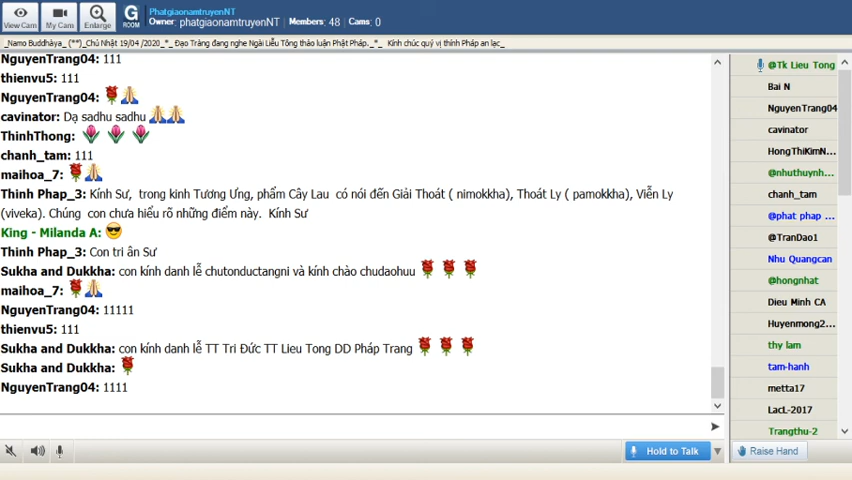 View Cam
My Cam
Enlarge
G
ROOM
PhatgiaonamtruyenNT
Owner: phatgiaonamtruyenNT Members: 48 Cams: 0
_Namo Buddhàya_ (**)_Chủ Nhật 19/04 /2020_*_ Đạo Tràng đang nghe Ngài Liễu Tông thảo luận Phật Pháp._*_ Kính chúc quý vị thính Pháp an lạc_
NguyenTrang04: 111
thienvu5: 111
NguyenTrang04:
cavinator: Dạ sadhu sadhu
ThinhThong:
chanh_tam: 111
maihoa_7:
Thinh Phap_3: Kính Sư, trong kinh Tương Ưng, phẩm Cây Lau có nói đến Giải Thoát ( nimokkha), Thoát Ly ( pamokkha), Viễn Ly
(viveka). Chúng con chưa hiểu rõ những điểm này. Kính Sư
King - Milanda A:
Thinh Phap_3: Con tri ân Sư
Sukha and Dukkha: con kính danh lễ chutonductangni và kính chào chudaohuu
maihoa_7:
NguyenTrang04: 11111
thienvu5: 111
Sukha and Dukkha: con kính danh lễ TT Tri Đức TT Lieu Tong DD Pháp Trang
Sukha and Dukkha:
NguyenTrang04: 1111
@Tk Lieu Tong
Bai N
NguyenTrang04
cavinator
HongThiKimN...
@nhuthuynh...
chanh_tam
@phat phap ...
@TranDao1
Nhu Quangcan
@hongnhat
Dieu Minh CA
Huyenmong2...
thy lam
tam-hanh
metta17
LacL-2017
Trangthu-2
Hold to Talk
Raise Hand